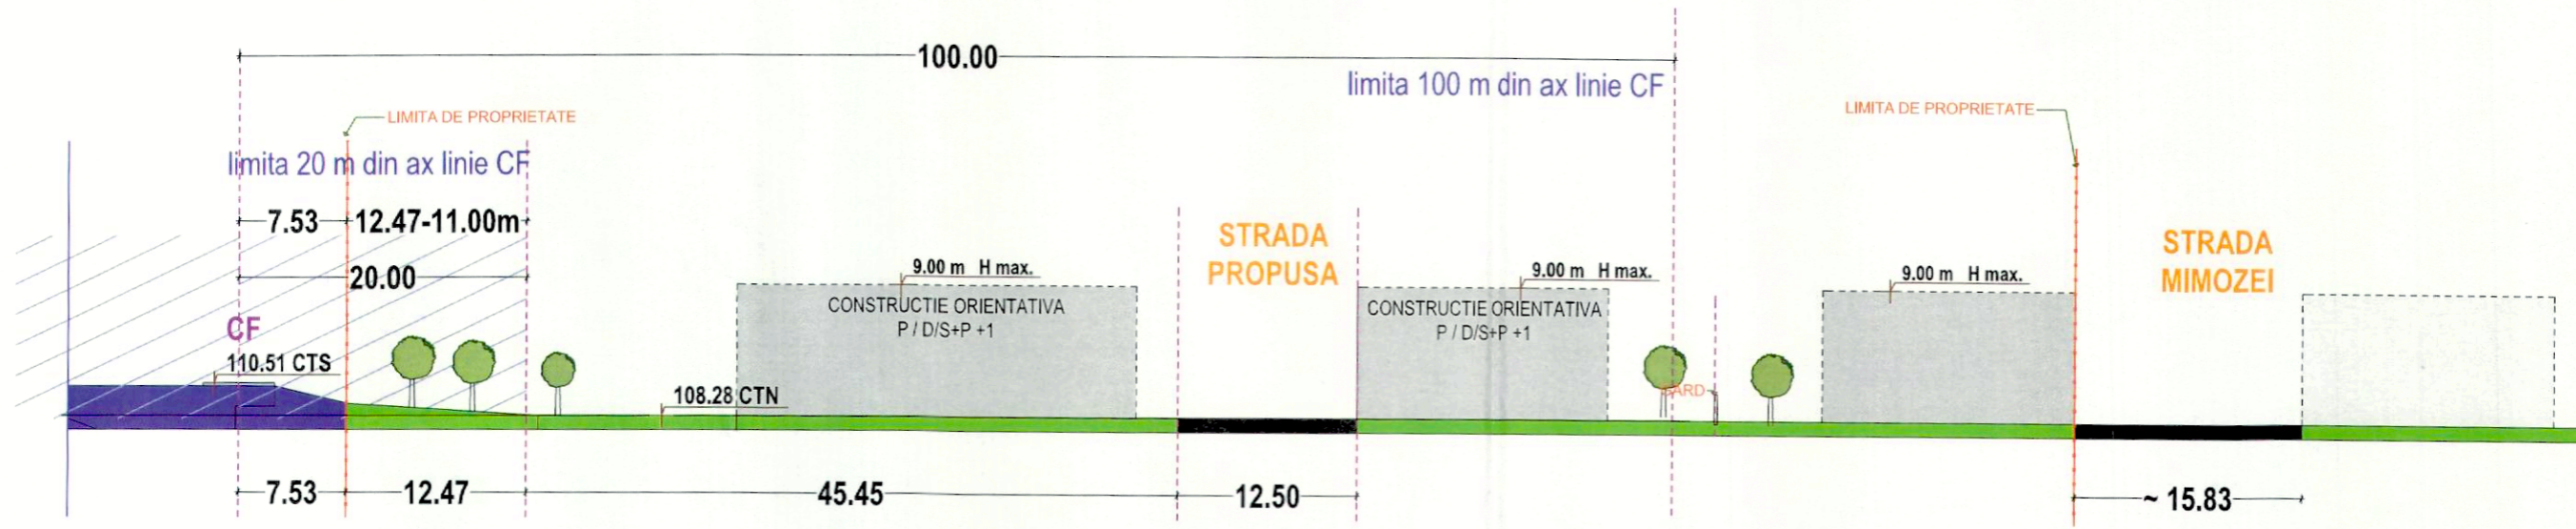 100.00
limita 100 m din ax linie CF
LIMITA DE PROPRIETATE
LIMITA DE PROPRIETATE
limita 20 m din ax linie CF
7.53
12.47-11.00m
20.00
STRADA
PROPUSA
STRADA
MIMOZEI
9.00 m H max.
9.00 m H max.
9.00 m H max.
CONSTRUCTIE ORIENTATIVA
P / D/S+P +1
CONSTRUCTIE ORIENTATIVA
P / D/S+P +1
CF
110.51 CTS
108.28 CTN
GARD
7.53
12.47
45.45
12.50
~ 15.83